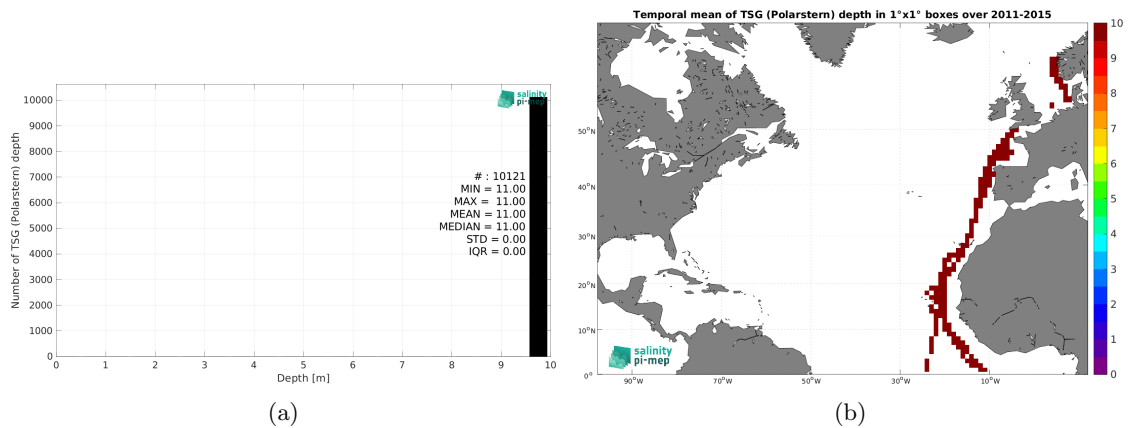 salinity
pi-mep
Number of TSG (Polarstern) depth
10000
9000
8000
7000
6000
5000
4000
3000
2000
1000
0
# : 10121
MIN = 11.00
MAX = 11.00
MEAN = 11.00
MEDIAN = 11.00
STD = 0.00
IQR = 0.00
0 1 2 3 4 5 6 7 8 9 10
Depth [m]
(a)
Temporal mean of TSG (Polarstern) depth in 1°x1° boxes over 2011-2015
50°N
40°N
30°N
20°N
10°N
0°
90°W 70°W 50°W 30°W 10°W
salinity
pi-mep
10
9
8
7
6
5
4
3
2
1
0
(b)